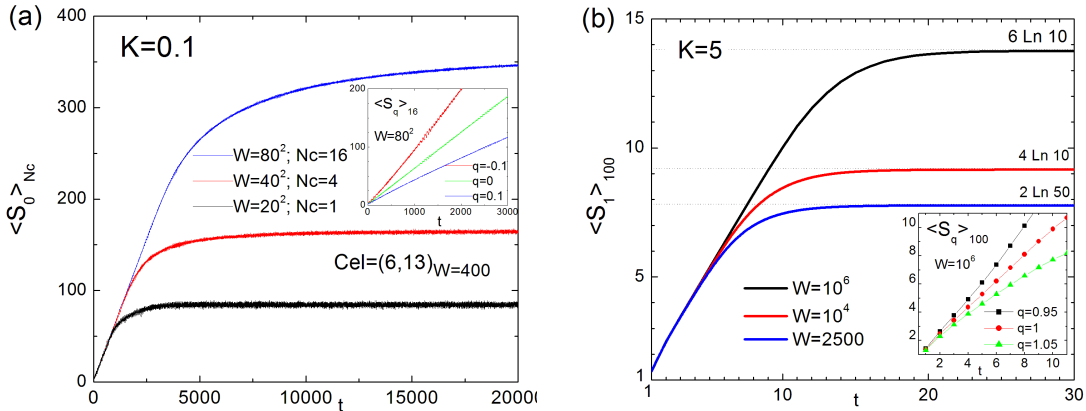 (a)
K=0.1
400
300
200
100
0
<S₀>Nc
0 5000 10000 15000 20000
t
W=80²; Nc=16
W=40²; Nc=4
W=20²; Nc=1
Cel=(6,13)W=400
200
100
0
<Sq>16
W=80²
q=-0.1
q=0
q=0.1
0 1000 2000 3000
t
(b)
K=5
15
10
5
1
<S₁>100
6 Ln 10
4 Ln 10
2 Ln 50
W=10⁶
W=10⁴
W=2500
1 10 20 30
t
10
8
6
4
2
<Sq>100
W=10⁶
q=0.95
q=1
q=1.05
2 4 6 8 10
t